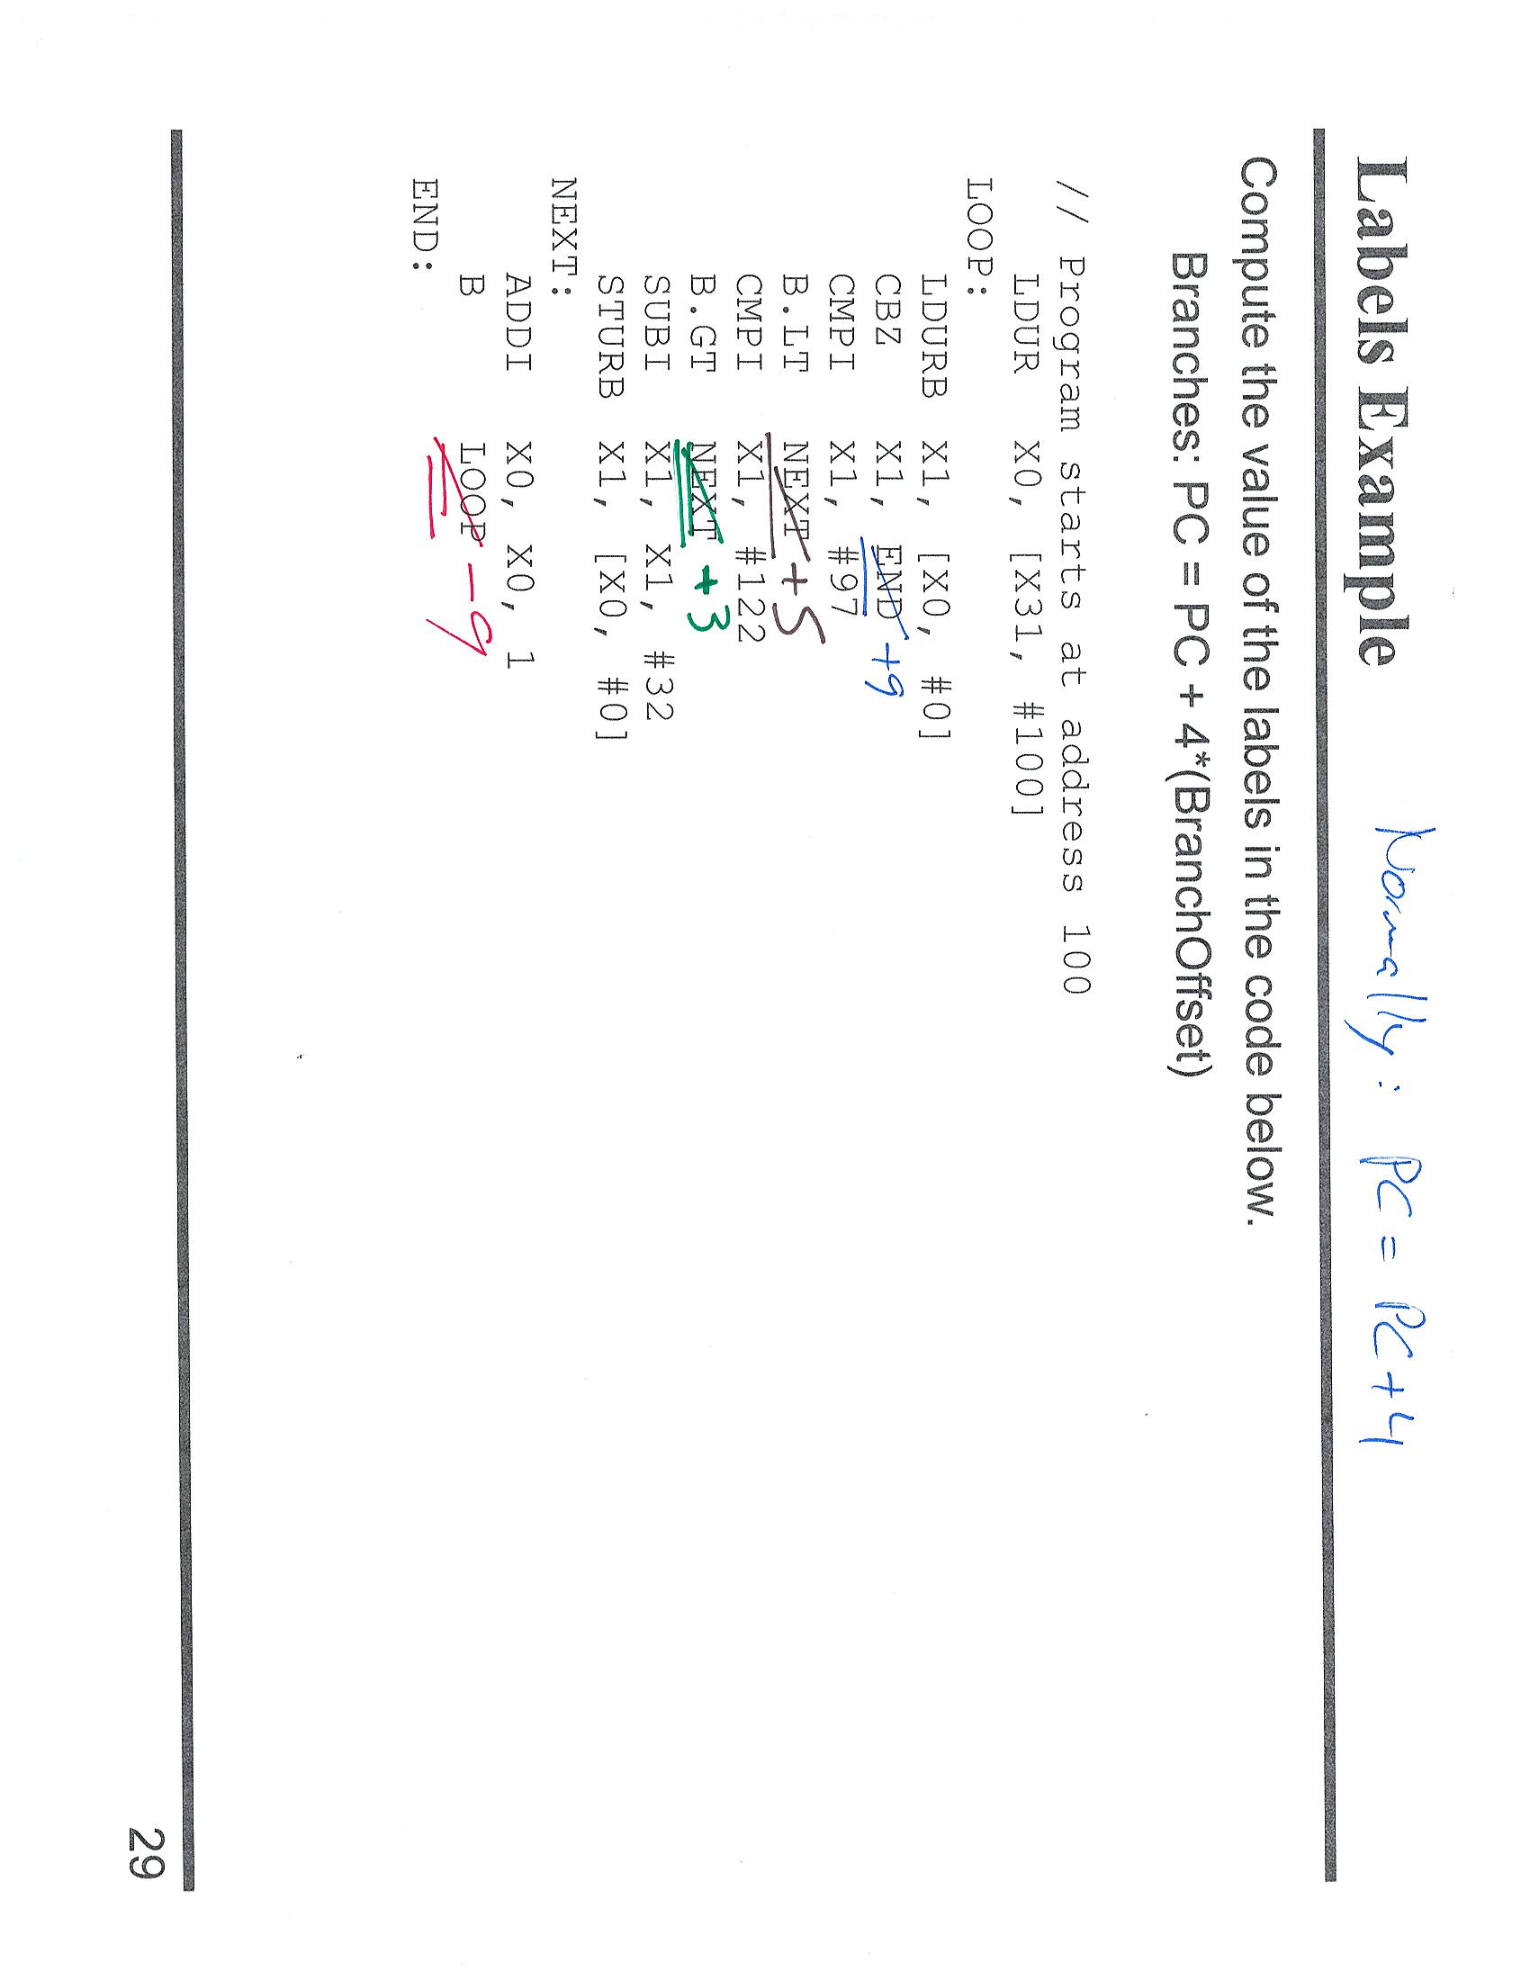 Labels Example Normally: PC = PC + 4
Compute the value of the labels in the code below.
Branches: PC = PC + 4*(BranchOffset)
// Program starts at address 100
LDUR X0, [X31, #100]
LOOP:
LDURB X1, [X0, #0]
CBZ X1, END +9
CMPI X1, #97
B.LT NEXT +5
CMPI X1, #122
B.GT NEXT +3
SUBI X1, X1, #32
STURB X1, [X0, #0]
NEXT:
ADDI X0, X0, 1
B LOOP -9
END:
29